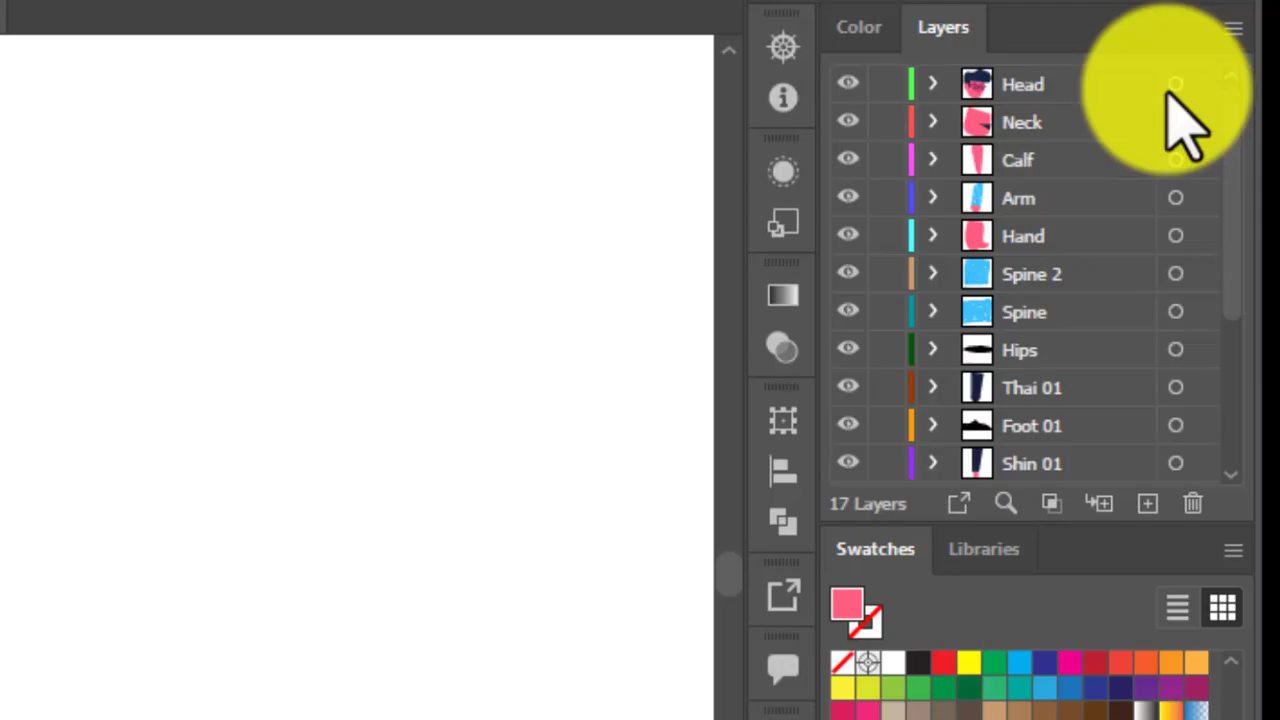 Color
Layers
Head
Neck
Calf
Arm
Hand
Spine 2
Spine
Hips
Thai 01
Foot 01
Shin 01
17 Layers
Swatches
Libraries